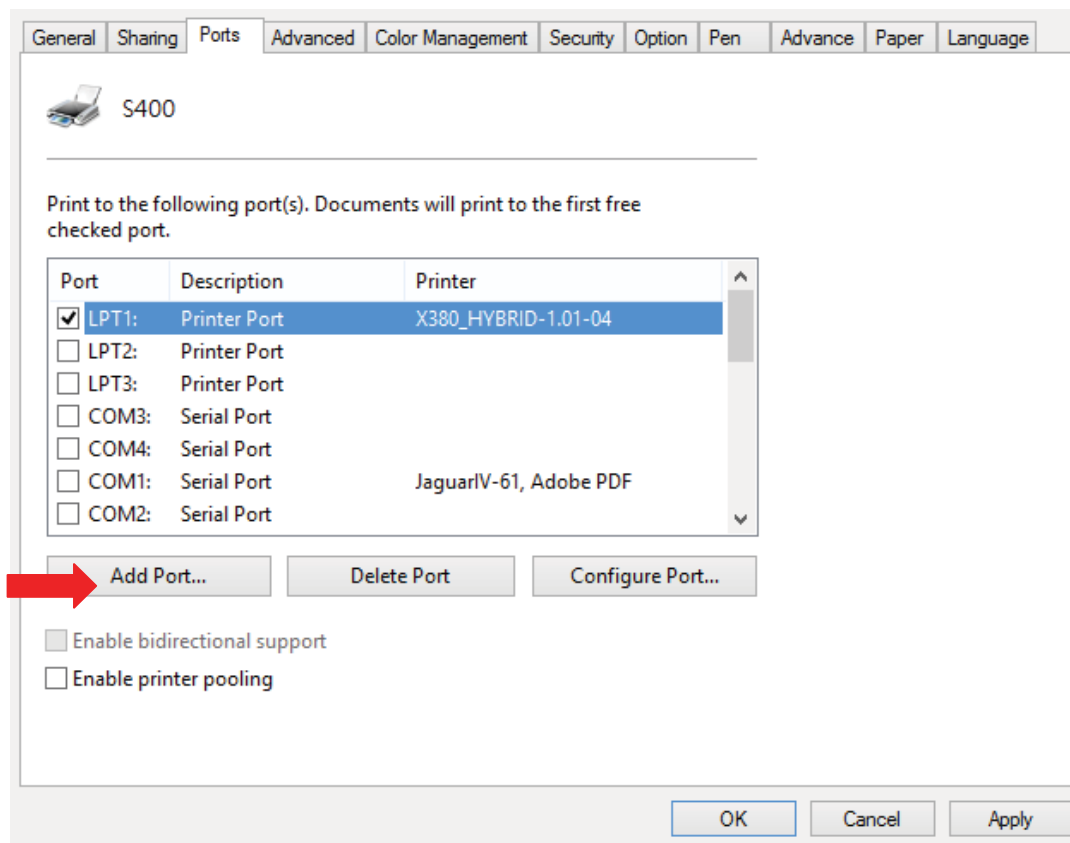 General Sharing Ports Advanced Color Management Security Option Pen Advance Paper Language
S400
Print to the following port(s). Documents will print to the first free
checked port.
Port Description Printer
LPT1: Printer Port X380_HYBRID-1.01-04
LPT2: Printer Port
LPT3: Printer Port
COM3: Serial Port
COM4: Serial Port
COM1: Serial Port JaguarIV-61, Adobe PDF
COM2: Serial Port
Add Port... Delete Port Configure Port...
Enable bidirectional support
Enable printer pooling
OK Cancel Apply